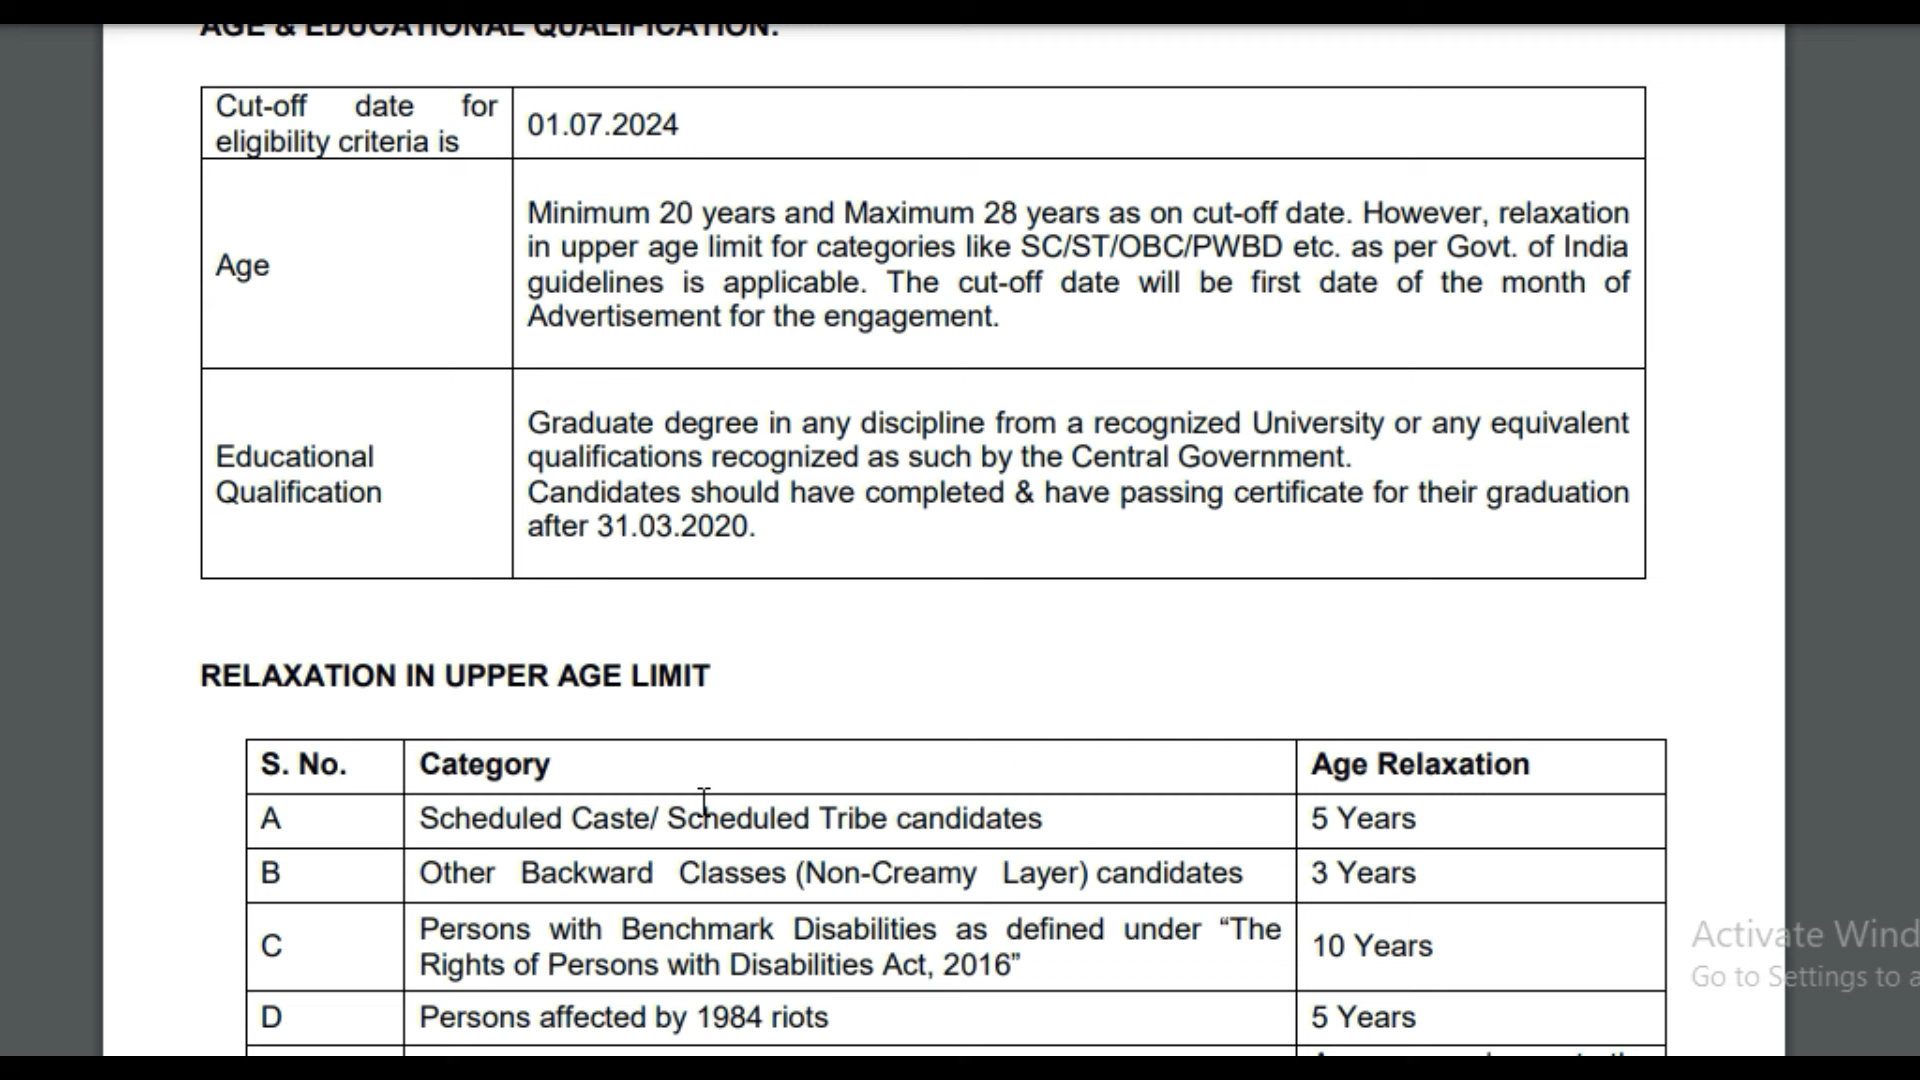 AGE & EDUCATIONAL QUALIFICATION:
Cut-off date for
eligibility criteria is
01.07.2024
Age
Minimum 20 years and Maximum 28 years as on cut-off date. However, relaxation
in upper age limit for categories like SC/ST/OBC/PWBD etc. as per Govt. of India
guidelines is applicable. The cut-off date will be first date of the month of
Advertisement for the engagement.
Educational
Qualification
Graduate degree in any discipline from a recognized University or any equivalent
qualifications recognized as such by the Central Government.
Candidates should have completed & have passing certificate for their graduation
after 31.03.2020.
RELAXATION IN UPPER AGE LIMIT
S. No. Category Age Relaxation
A Scheduled Caste/ Scheduled Tribe candidates 5 Years
B Other Backward Classes (Non-Creamy Layer) candidates 3 Years
C Persons with Benchmark Disabilities as defined under “The
Rights of Persons with Disabilities Act, 2016” 10 Years
D Persons affected by 1984 riots 5 Years
Activate Wind
Go to Settings to a